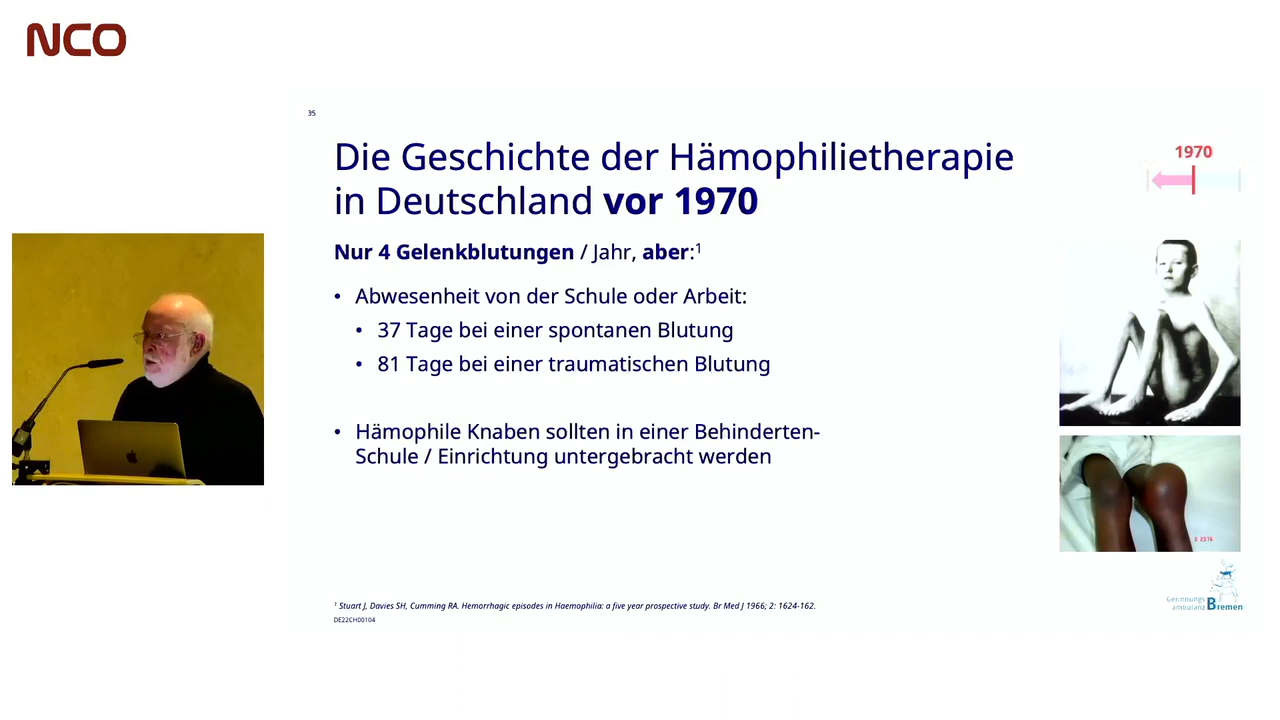 NCO
35
Die Geschichte der Hämophilietherapie
in Deutschland vor 1970
1970
Nur 4 Gelenkblutungen / Jahr, aber:¹
• Abwesenheit von der Schule oder Arbeit:
• 37 Tage bei einer spontanen Blutung
• 81 Tage bei einer traumatischen Blutung
• Hämophile Knaben sollten in einer Behinderten-
Schule / Einrichtung untergebracht werden
¹ Stuart J, Davies SH, Cumming RA. Hemorrhagic episodes in Haemophilia: a five year prospective study. Br Med J 1966; 2: 1624-162.
DE22CH00104
Gerinnungs
ambulanz Bremen